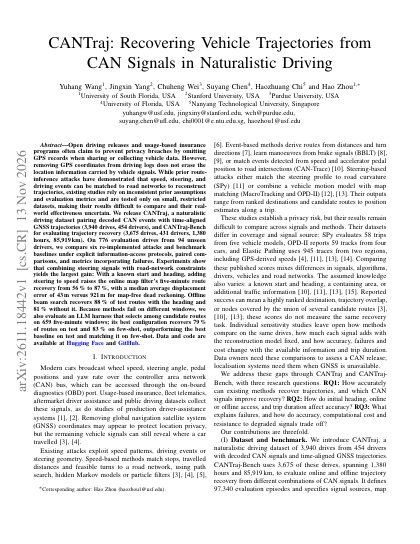 CANTraj: Recovering Vehicle Trajectories from
CAN Signals in Naturalistic Driving
Yuhang Wang¹, Jingxin Yang², Chuheng Wei³, Suyang Chen⁴, Haozhuang Chi⁵ and Hao Zhou¹,*
¹University of South Florida, USA ²Stanford University, USA ³Purdue University, USA
⁴University of Florida, USA ⁵Nanyang Technological University, Singapore
yuhangw@usf.edu, jingxiny@stanford.edu, wch@purdue.edu,
suyang.chen@ufl.edu, chi0001@e.ntu.edu.sg, haozhou1@usf.edu
arXiv:2611.18442v1 [cs.CR] 13 Nov 2026
Abstract—Open driving releases and usage-based insurance
programs often claim to prevent privacy breaches by omitting
GPS records when sharing or collecting vehicle data. However,
removing GPS coordinates from driving logs does not erase the
location information carried by vehicle signals. While prior route-
inference attacks have demonstrated that speed, steering, and
driving events can be matched to road networks to reconstruct
trajectories, existing studies rely on inconsistent prior assumptions
and evaluation metrics and are tested only on small, restricted
datasets, making their results difficult to compare and their real-
world effectiveness uncertain. We release CANTraj, a naturalistic
driving dataset pairing decoded CAN events with time-aligned
GNSS trajectories (3,940 drives, 454 drivers), and CANTraj-Bench
for evaluating trajectory recovery (3,675 drives, 431 drivers, 1,380
hours, 85,919 km). On 776 evaluation drives from 94 unseen
drivers, we compare six re-implemented attacks and benchmark
baselines under explicit information-access protocols, paired com-
parisons, and metrics incorporating failures. Experiments show
that combining steering signals with road-network constraints
yields the largest gain: With a known start and heading, adding
steering to speed raises the online map filter's five-minute route
recovery from 56 % to 87 %, with a median average displacement
error of 45m versus 921m for map-free dead reckoning. Offline
beam search recovers 88 % of test routes with the heading and
81 % without it. Because methods fail on different windows, we
also evaluate an LLM harness that selects among candidate routes
on 659 five-minute windows; its best configuration recovers 79 %
of routes on test and 83 % on few-shot, outperforming the best
baseline on test and matching it on few-shot. Data and code are
available at Hugging Face and GitHub.
I. INTRODUCTION
Modern cars broadcast wheel speed, steering angle, pedal
positions and yaw rate over the controller area network
(CAN) bus, which can be accessed through the on-board
diagnostics (OBD) port. Usage-based insurance, fleet telematics,
aftermarket driver assistance and public driving datasets collect
these signals, as do studies of production driver-assistance
systems [1], [2]. Removing global navigation satellite system
(GNSS) coordinates may appear to protect location privacy,
but the remaining vehicle signals can still reveal where a car
travelled [3], [4].
Existing attacks exploit speed patterns, driving events or
steering geometry. Speed-based methods match stops, travelled
distances and feasible turns to a road network, using path
search, hidden Markov models or particle filters [3], [4], [5],
*Corresponding author: Hao Zhou (haozhou1@usf.edu).
[6]. Event-based methods derive routes from distances and turn
directions [7], learn manoeuvres from brake signals (BBLT) [8],
[9], or match events detected from speed and accelerator pedal
position to road intersections (CAN-Trace) [10]. Steering-based
attacks either match the steering profile to road curvature
(SPy) [11] or combine a vehicle motion model with map
matching (MacroTracking and OPD-II) [12]. Their outputs
range from ranked destinations and candidate routes to position
estimates along a trip.
These studies establish a privacy risk, but their results remain
difficult to compare across signals and methods. Their datasets
differ in coverage and signal source: SPy evaluates 58 trips
from five vehicle models, OPD-II reports 59 tracks from four
cars, and Elastic Pathing uses 945 traces from two regions,
including GPS-derived speeds [4], [11], [13], [14]. Comparing
these published scores mixes differences in signals, algorithms,
drivers, vehicles and road networks. The assumed knowledge
also varies: a known start and heading, a containing area, or
additional traffic information [10], [11], [13], [15]. Reported
success can mean a highly ranked destination, trajectory overlap,
or nodes covered by the union of several candidate routes [3],
[10], [13]; these scores do not measure the same recovery task.
Individual sensitivity studies leave open how methods
compare on the same drives, how much each signal adds with
the reconstruction model fixed, and how accuracy, failures and
cost change with the available information and trip duration.
Data owners need these comparisons to assess a CAN release;
localisation systems need them when GNSS is unavailable.
We address these gaps through CANTraj and CANTraj-
Bench, with three research questions. RQ1: How accurately
can existing methods recover trajectories, and which CAN
signals improve recovery? RQ2: How do initial heading, online
or offline access, and trip duration affect accuracy? RQ3: What
explains failures, and how do accuracy, computational cost
and resistance to degraded signals trade off?
Our contributions are threefold.
(1) Dataset and benchmark. We introduce CANTraj,
a naturalistic driving dataset of 3,940 drives from 454 drivers
with decoded CAN signals and time-aligned GNSS trajectories.
CANTraj-Bench uses 3,675 of these drives, spanning 1,380
hours and 85,919 km, to evaluate online and offline trajectory
recovery from different combinations of CAN signals. It defines
97,340 evaluation episodes and specifies signal sources, map